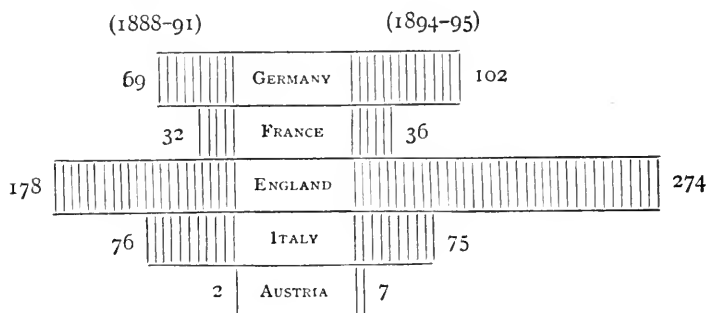 (1888-91) (1894-95)
69 GERMANY 102
32 FRANCE 36
178 ENGLAND 274
76 ITALY 75
2 AUSTRIA 7